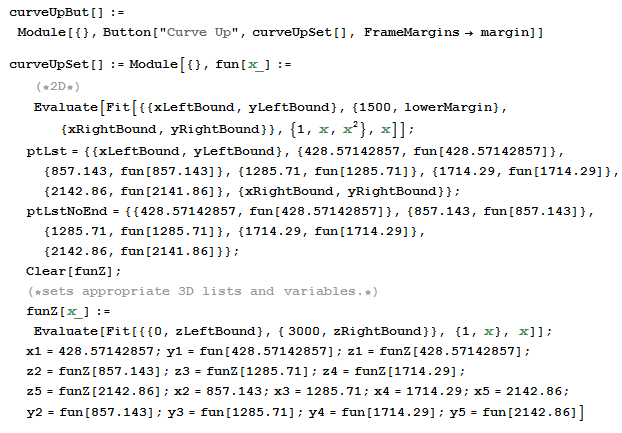 curveUpBut[] :=
Module[{}, Button["Curve Up", curveUpSet[], FrameMargins → margin]]
curveUpSet[] := Module[{}, fun[x_] :=
(*2D*)
Evaluate[Fit[{{xLeftBound, yLeftBound}, {1500, lowerMargin},
{xRightBound, yRightBound}}, {1, x, x²}, x]];
ptLst = {{xLeftBound, yLeftBound}, {428.57142857, fun[428.57142857]},
{857.143, fun[857.143]}, {1285.71, fun[1285.71]}, {1714.29, fun[1714.29]},
{2142.86, fun[2141.86]}, {xRightBound, yRightBound}};
ptLstNoEnd = {{428.57142857, fun[428.57142857]}, {857.143, fun[857.143]},
{1285.71, fun[1285.71]}, {1714.29, fun[1714.29]},
{2142.86, fun[2141.86]}};
Clear[funZ];
(*sets appropriate 3D lists and variables.*)
funZ[x_] :=
Evaluate[Fit[{{0, zLeftBound}, {3000, zRightBound}}, {1, x}, x]];
x1 = 428.57142857; y1 = fun[428.57142857]; z1 = funZ[428.57142857];
z2 = funZ[857.143]; z3 = funZ[1285.71]; z4 = funZ[1714.29];
z5 = funZ[2142.86]; x2 = 857.143; x3 = 1285.71; x4 = 1714.29; x5 = 2142.86;
y2 = fun[857.143]; y3 = fun[1285.71]; y4 = fun[1714.29]; y5 = fun[2142.86]]